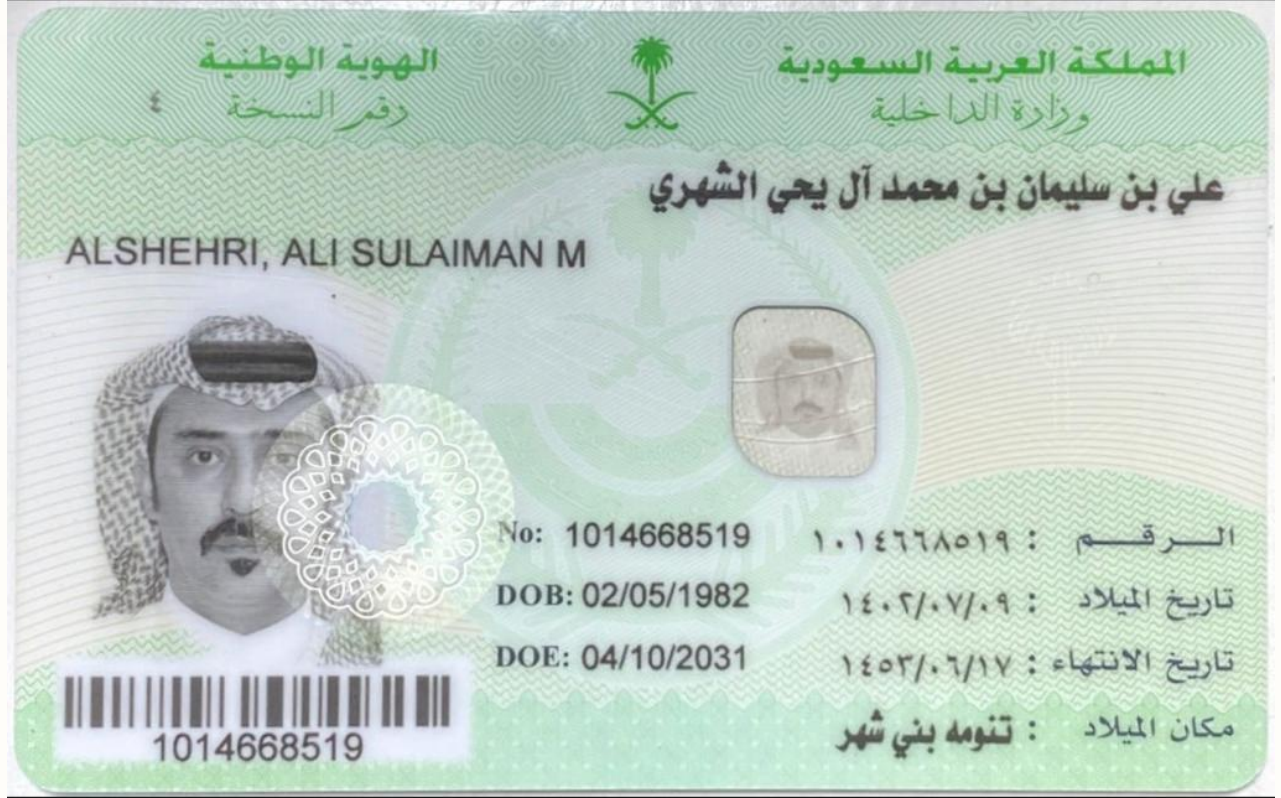 المملكة العربية السعودية
الهوية الوطنية
وزارة الداخلية
رقم النسخة ٤
علي بن سليمان بن محمد آل يحي الشهري
ALSHEHRI, ALI SULAIMAN M
الـــرقـــم : ١٠١٤٦٦٨٥١٩
No: 1014668519
تاريخ الميلاد : ١٤٠٢/٠٧/٠٩
DOB: 02/05/1982
تاريخ الانتهاء : ١٤٥٣/٠٦/١٧
DOE: 04/10/2031
مكان الميلاد : تنومه بني شهر
1014668519